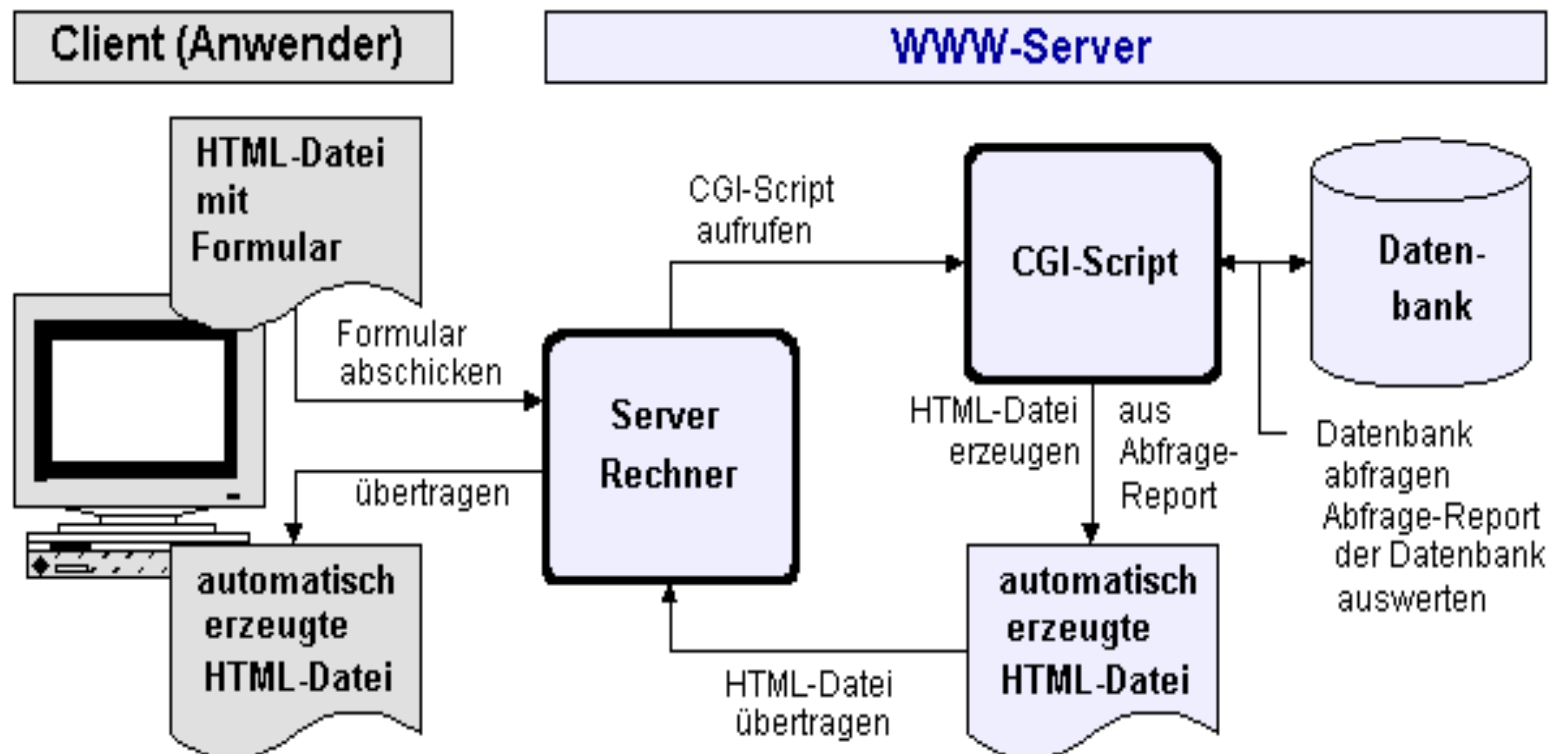 Client (Anwender)
WWW-Server
HTML-Datei
mit
Formular
Formular
abschicken
CGI-Script
aufrufen
CGI-Script
Daten-
bank
Server
Rechner
HTML-Datei
erzeugen
aus
Abfrage-
Report
Datenbank
abfragen
Abfrage-Report
der Datenbank
auswerten
übertragen
automatisch
erzeugte
HTML-Datei
HTML-Datei
übertragen
automatisch
erzeugte
HTML-Datei